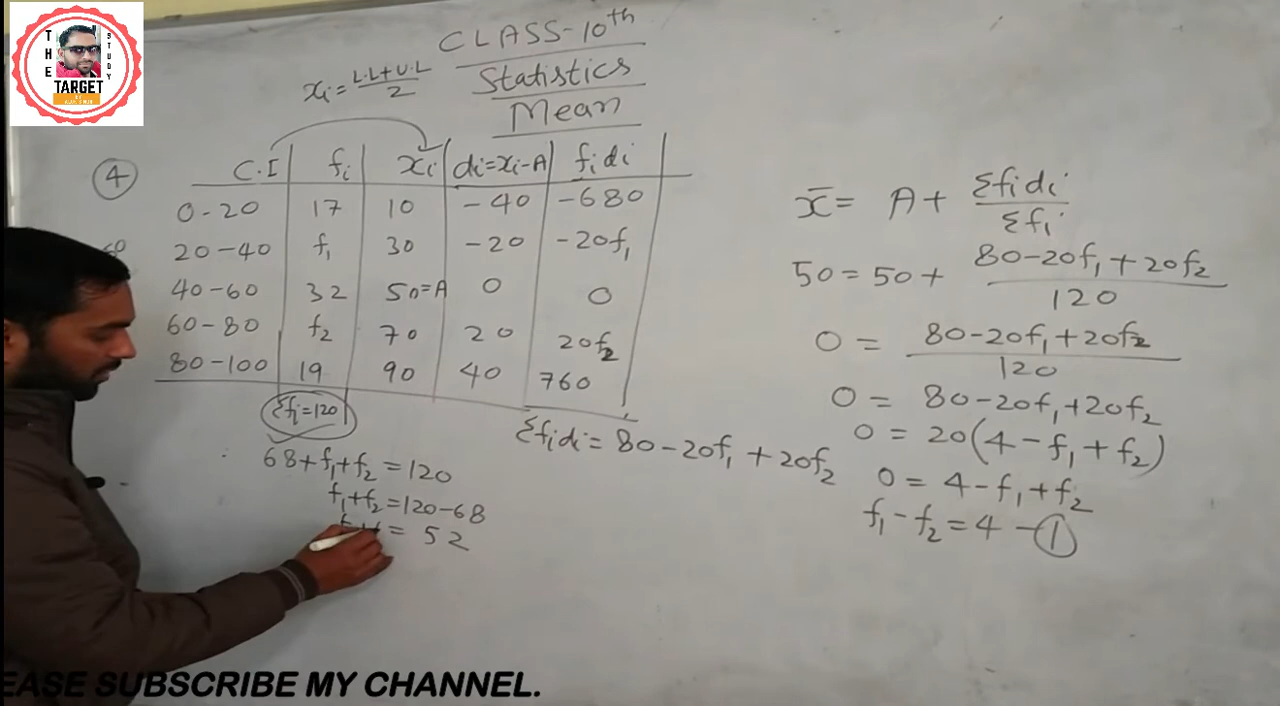 THE
STUDY
TARGET
CLASS-10th
Statistics
Mean
xi = L.L+U.L/2
④
C.I fi xi di=xi-A fidi
0-20 17 10 -40 -680
20-40 f₁ 30 -20 -20f₁
40-60 32 50=A 0 0
60-80 f₂ 70 20 20f₂
80-100 19 90 40 760
Σfi=120
Σfidi = 80-20f₁+20f₂
68+f₁+f₂=120
f₁+f₂=120-68
= 52
x̄ = A + Σfidi/Σfi
50 = 50 + 80-20f₁+20f₂/120
0 = 80-20f₁+20f₂/120
0 = 80-20f₁+20f₂
0 = 20(4-f₁+f₂)
0 = 4-f₁+f₂
f₁-f₂=4 -①
EASE SUBSCRIBE MY CHANNEL.